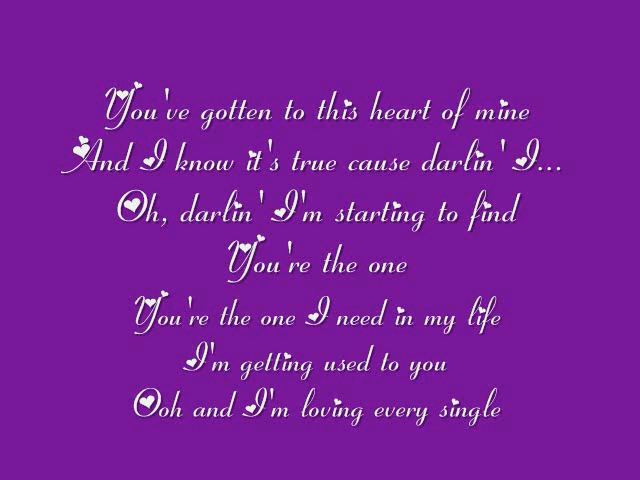 You've gotten to this heart of mine
And I know it's true cause darlin' I...
Oh, darlin' I'm starting to find
You're the one
You're the one I need in my life
I'm getting used to you
Ooh and I'm loving every single